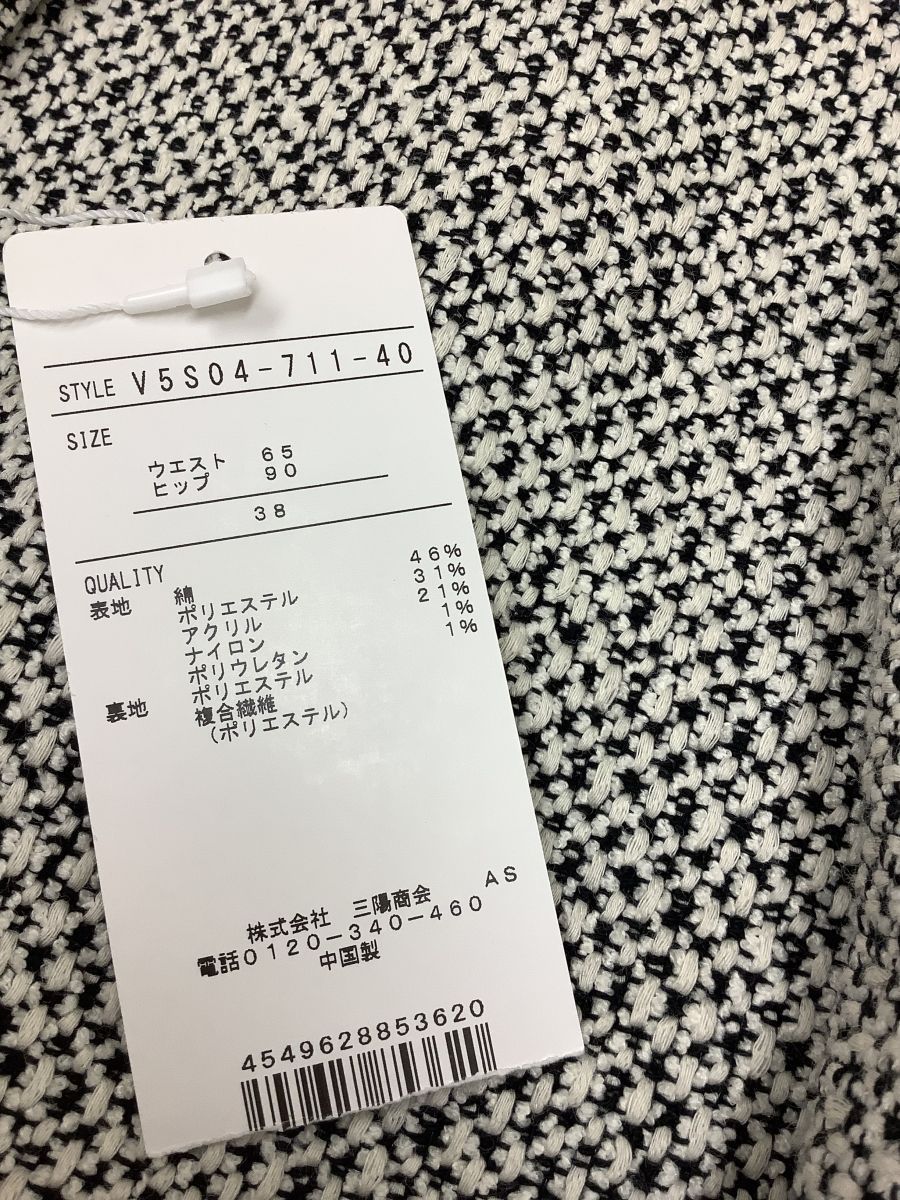 STYLE V5S04-711-40
SIZE
ウエスト 65
ヒップ 90
38
QUALITY
表地 綿 46%
ポリエステル 31%
アクリル 21%
ナイロン 1%
ポリウレタン 1%
裏地 ポリエステル
複合繊維
(ポリエステル)
AS
株式会社 三陽商会
電話0120-340-460
中国製
4549628853620